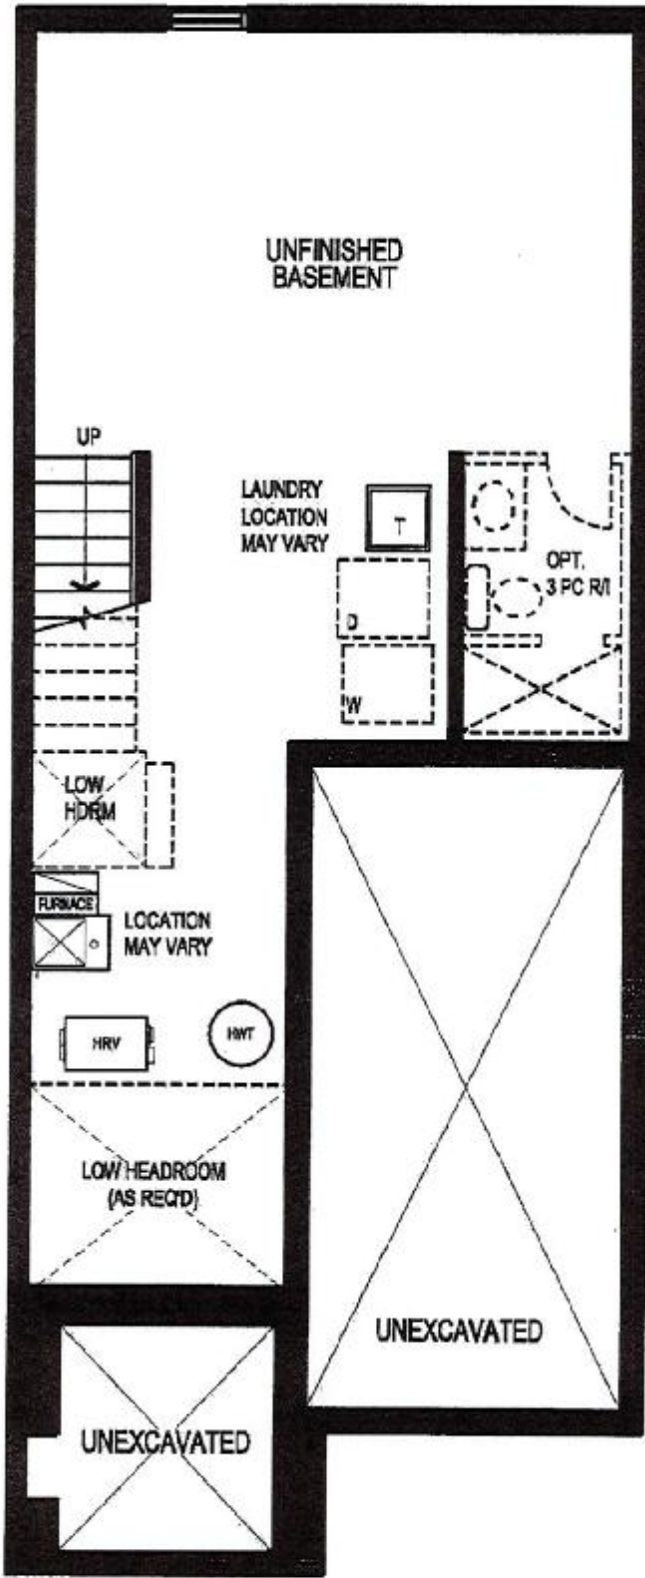 UNFINISHED
BASEMENT
UP
LAUNDRY
LOCATION
MAY VARY
T
OPT.
3 PC R/I
D
W
LOW
HDRM
FURNACE
LOCATION
MAY VARY
HRV
HWT
LOW HEADROOM
(AS REQ'D)
UNEXCAVATED
UNEXCAVATED